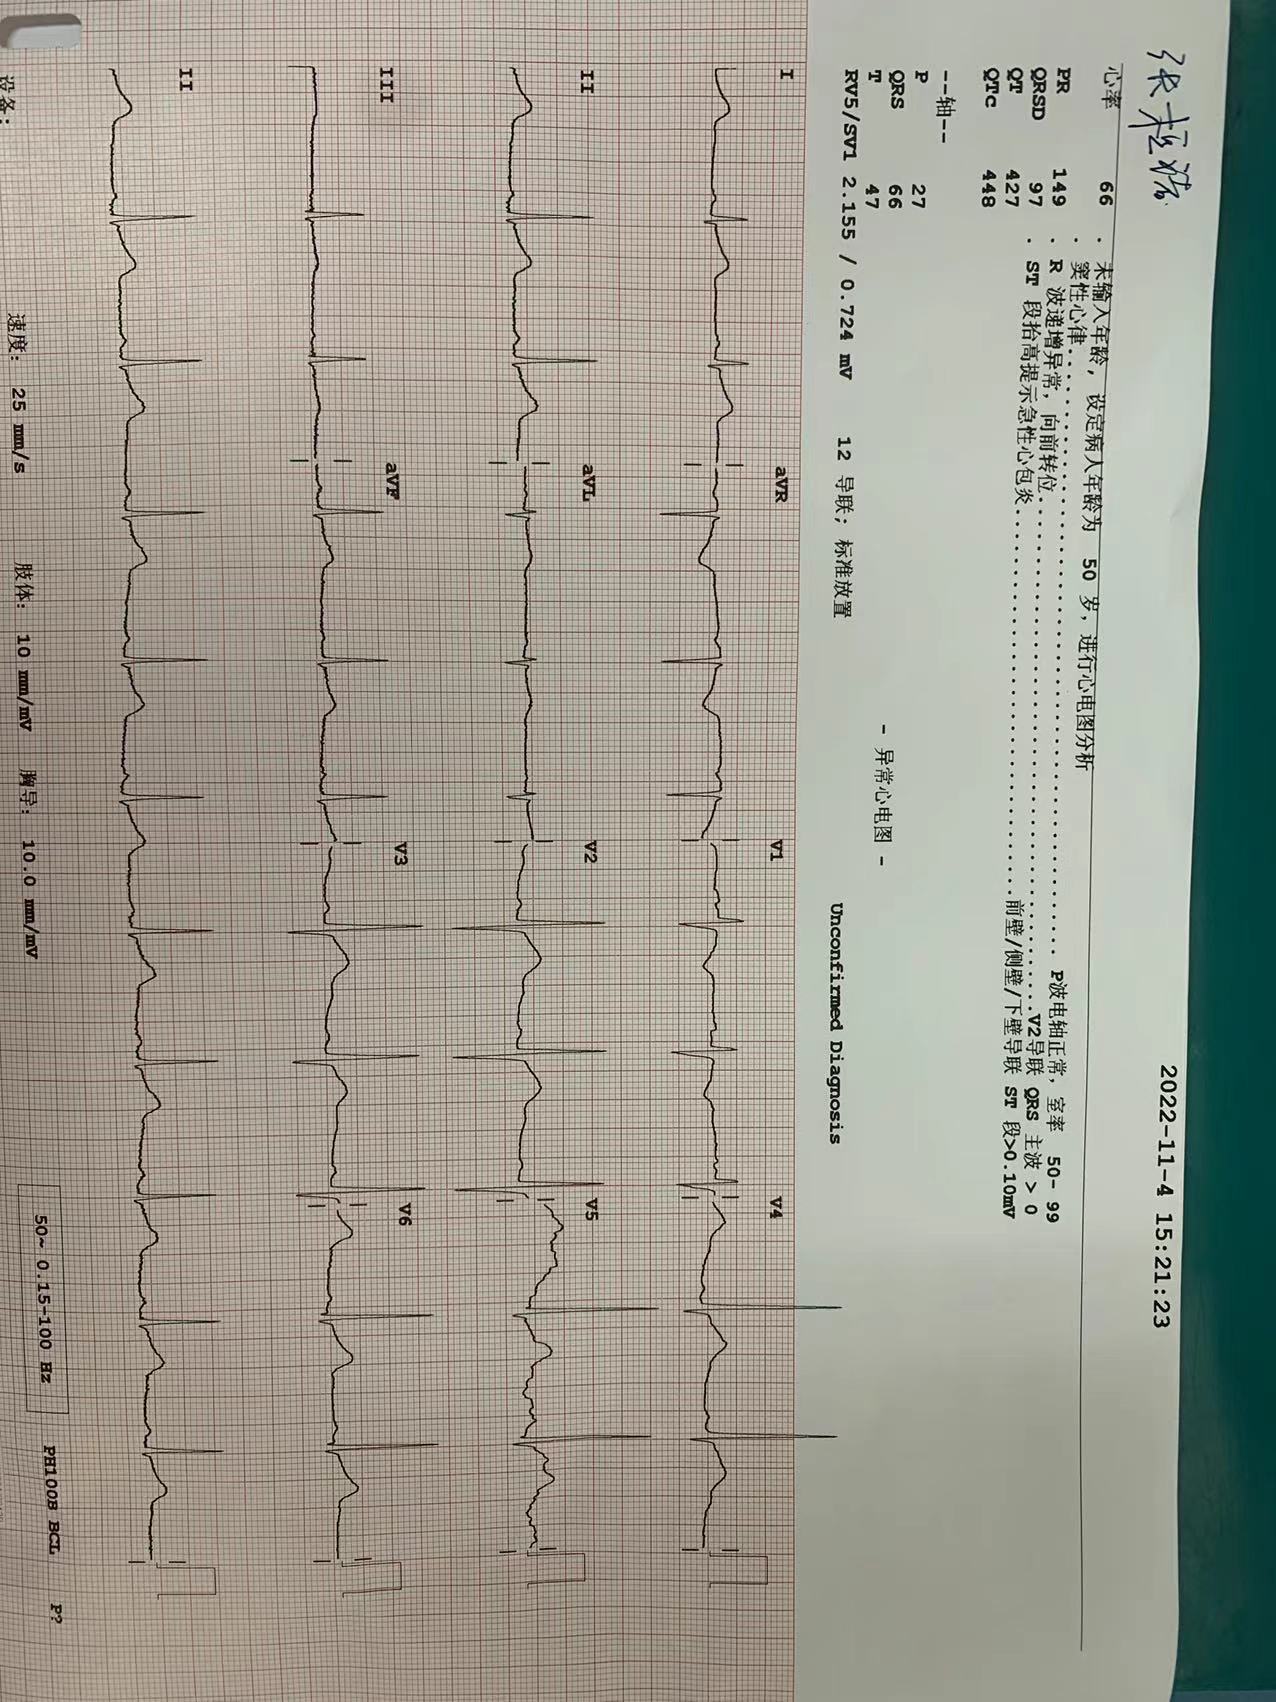 2022-11-4 15:21:23
心率 66 . 未输入年龄, 设定病人年龄为 50 岁, 进行心电图分析
. 窦性心律.............................. P波电轴正常, 室率 50- 99
PR 149 . R 波递增异常, 向前转位..............................V2导联 QRS 主波 > 0
QRSD 97 . ST 段抬高提示急性心包炎..............................前壁/侧壁/下壁导联 ST 段>0.10mV
QT 427
QTc 448
--轴--
P 27
QRS 66
T 47
- 异常心电图 -
RV5/SV1 2.155 / 0.724 mV 12 导联; 标准放置 Unconfirmed Diagnosis
I aVR V1 V4
II aVL V2 V5
III aVF V3 V6
II
设备: 速度: 25 mm/s 肢体: 10 mm/mV 胸导: 10.0 mm/mV 50~ 0.15-100 Hz PH100B BCL P?